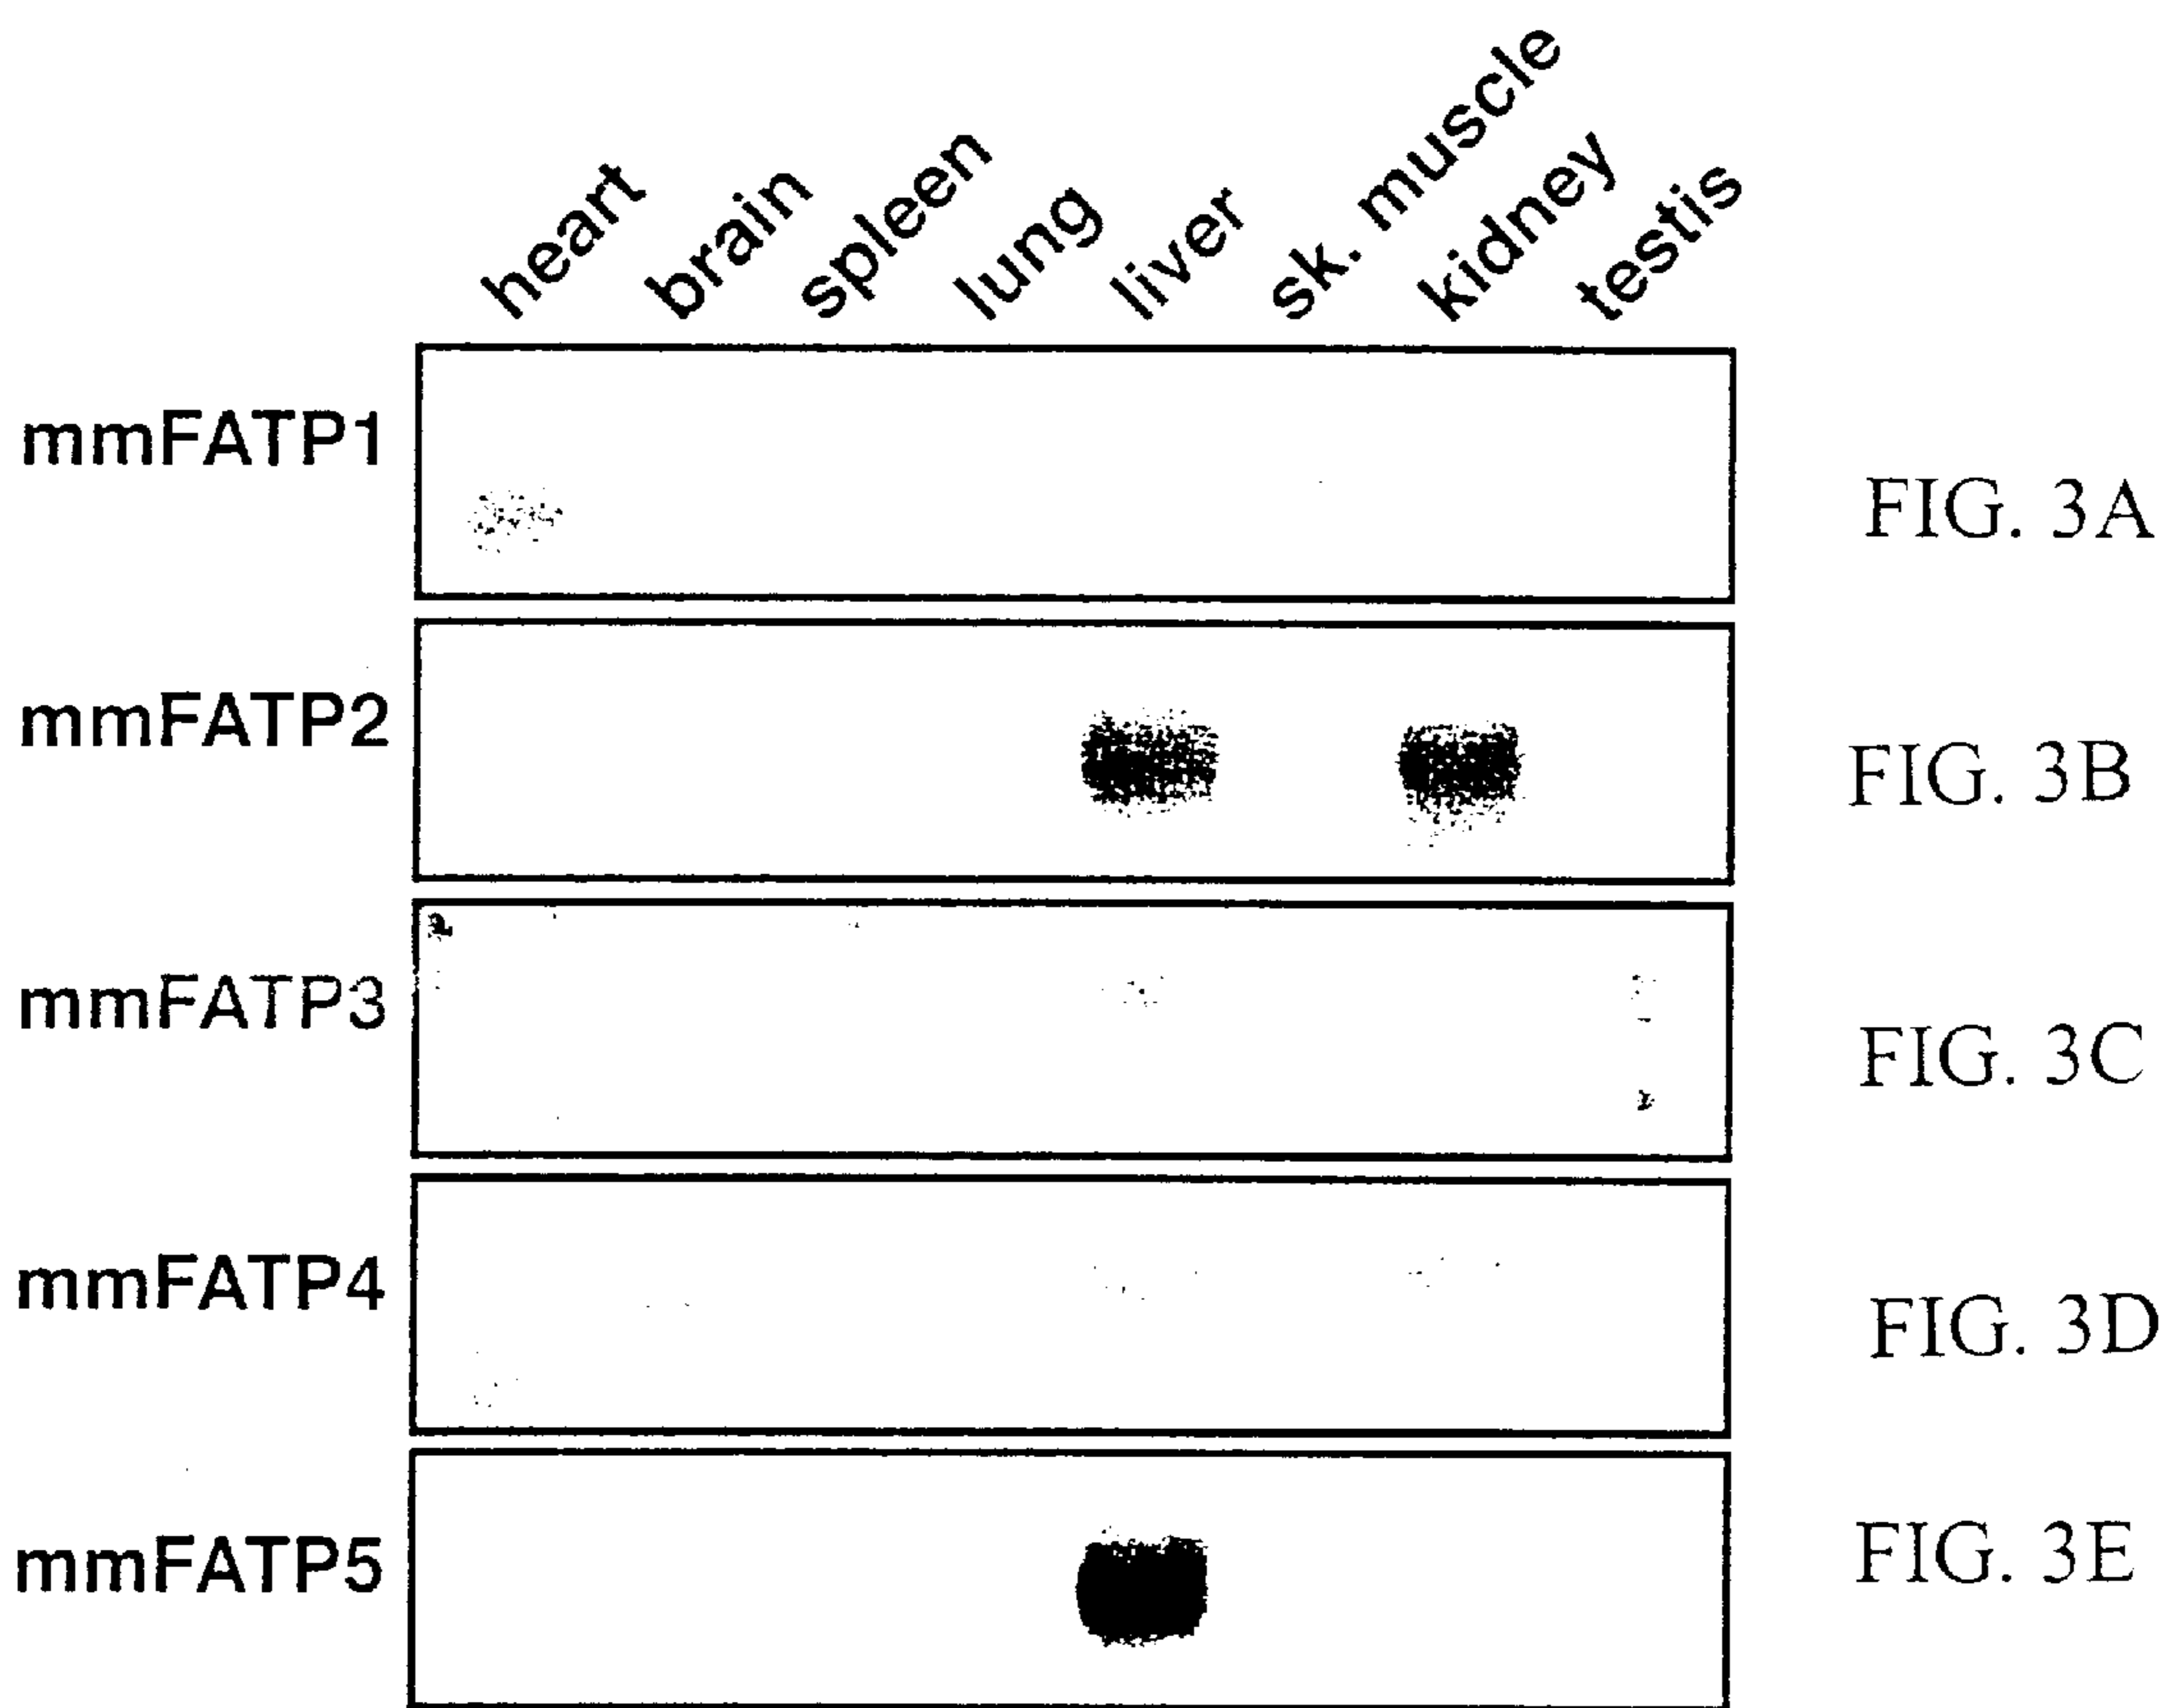 heart brain spleen lung liver sk. muscle kidney testis
mmFATP1 FIG. 3A
mmFATP2 FIG. 3B
mmFATP3 FIG. 3C
mmFATP4 FIG. 3D
mmFATP5 FIG. 3E